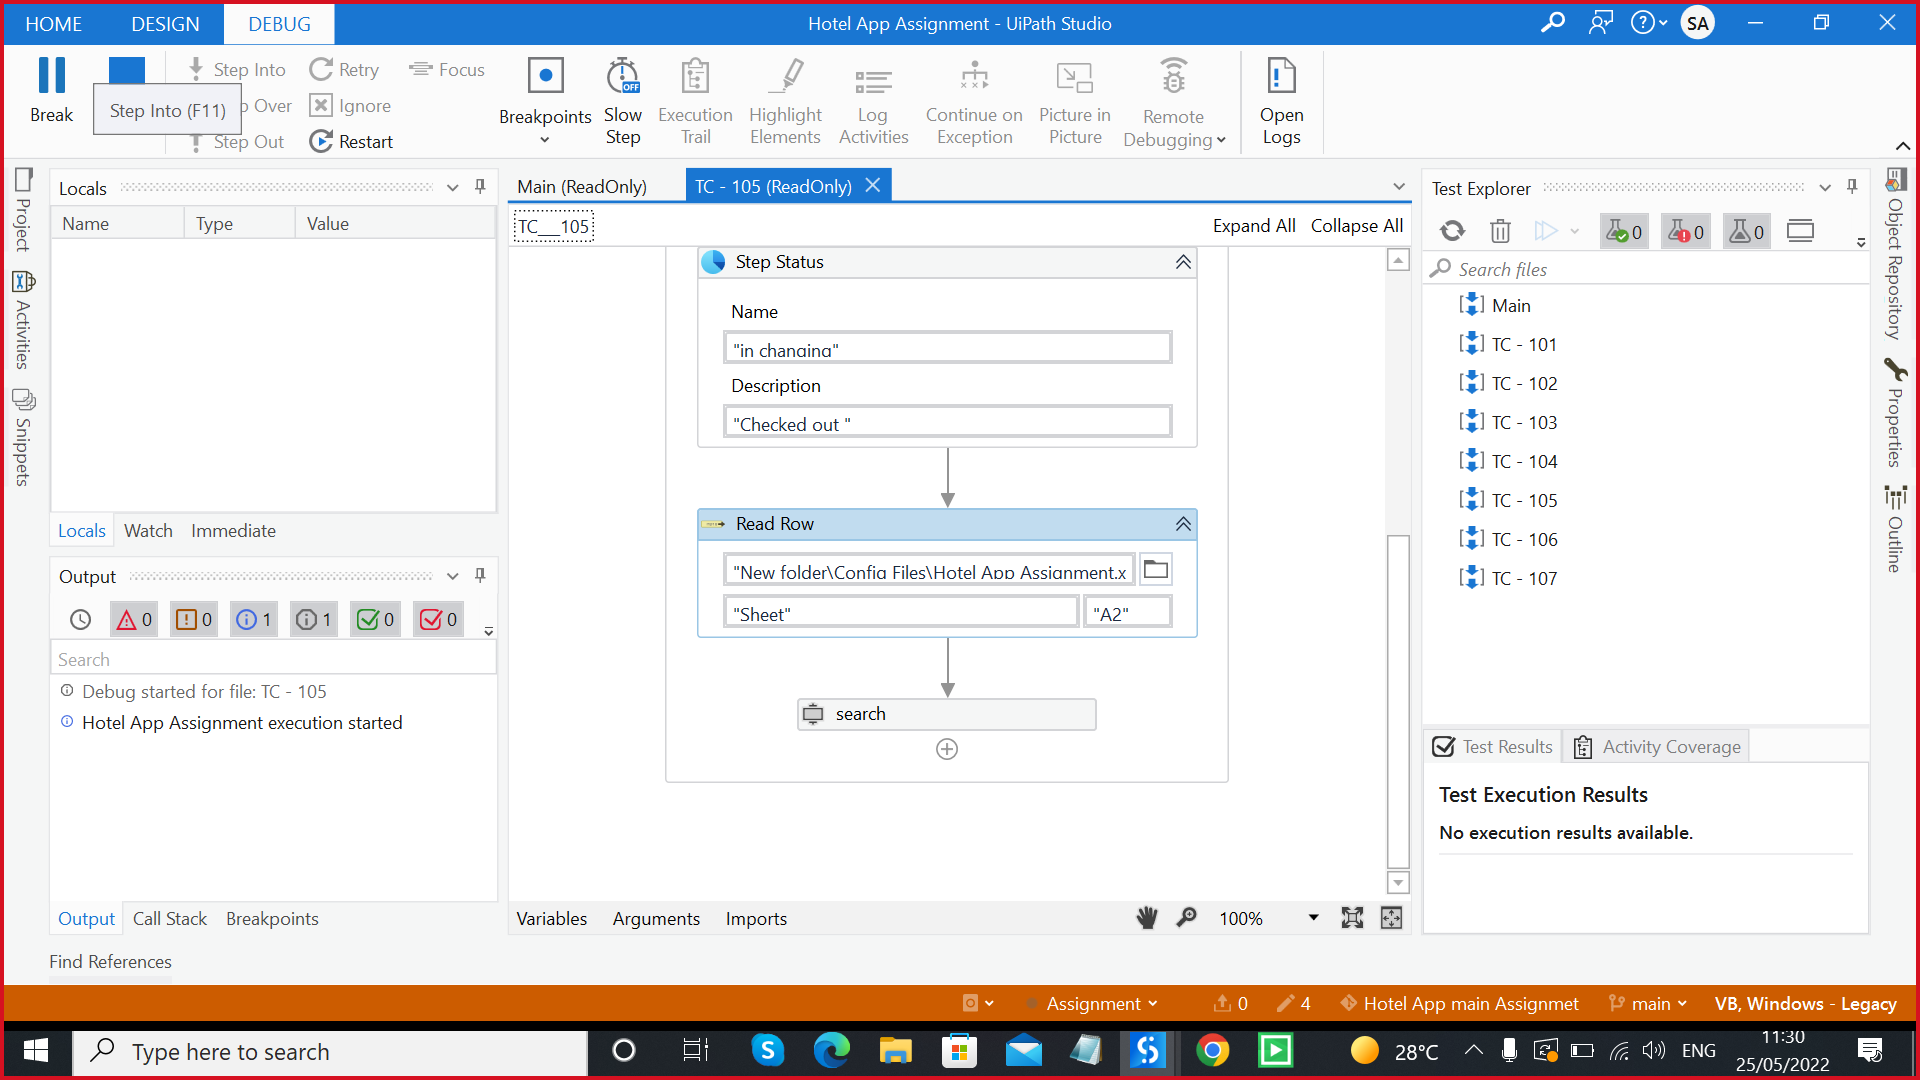 HOME DESIGN DEBUG Hotel App Assignment - UiPath Studio SA
Break
Step Into Retry Focus
p Over Ignore
Step Into (F11)
Step Out Restart
Breakpoints
Slow Step
Execution Trail
Highlight Elements
Log Activities
Continue on Exception
Picture in Picture
Remote Debugging
Open Logs
Project
Activities
Snippets
Locals
Name Type Value
Locals Watch Immediate
Output
0 0 1 1 0 0
Search
Debug started for file: TC - 105
Hotel App Assignment execution started
Output Call Stack Breakpoints
Find References
Main (ReadOnly) TC - 105 (ReadOnly)
TC__105 Expand All Collapse All
Step Status
Name
"in changing"
Description
"Checked out "
Read Row
"New folder\Config Files\Hotel App Assignment.x
"Sheet" "A2"
search
Variables Arguments Imports 100%
Test Explorer
0 0 0
Search files
Main
TC - 101
TC - 102
TC - 103
TC - 104
TC - 105
TC - 106
TC - 107
Test Results Activity Coverage
Test Execution Results
No execution results available.
Object Repository
Properties
Outline
Assignment 0 4 Hotel App main Assignmet main VB, Windows - Legacy
Type here to search 28°C ENG 11:30
25/05/2022